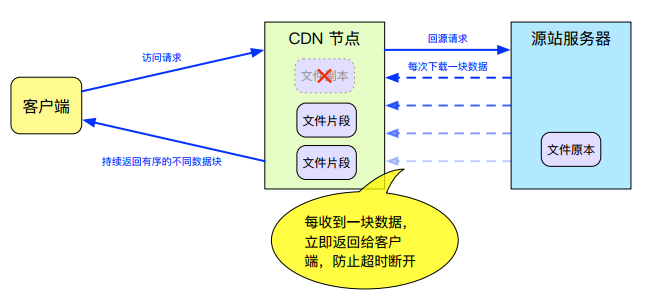 CDN 节点
源站服务器
回源请求
访问请求
每次下载一块数据
文件副本
客户端
文件片段
文件原本
持续返回有序的不同数据块
文件片段
每收到一块数据，
立即返回给客户
端，防止超时断开